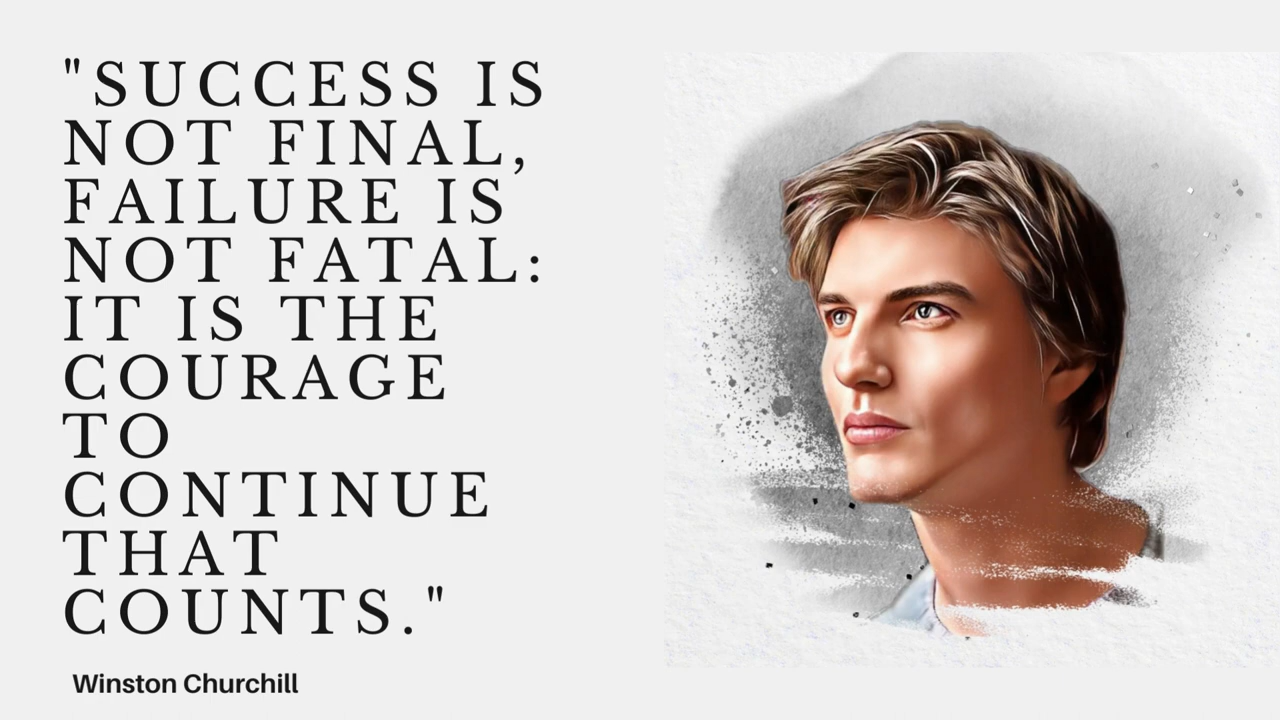 "SUCCESS IS
NOT FINAL,
FAILURE IS
NOT FATAL:
IT IS THE
COURAGE
TO
CONTINUE
THAT
COUNTS."
Winston Churchill